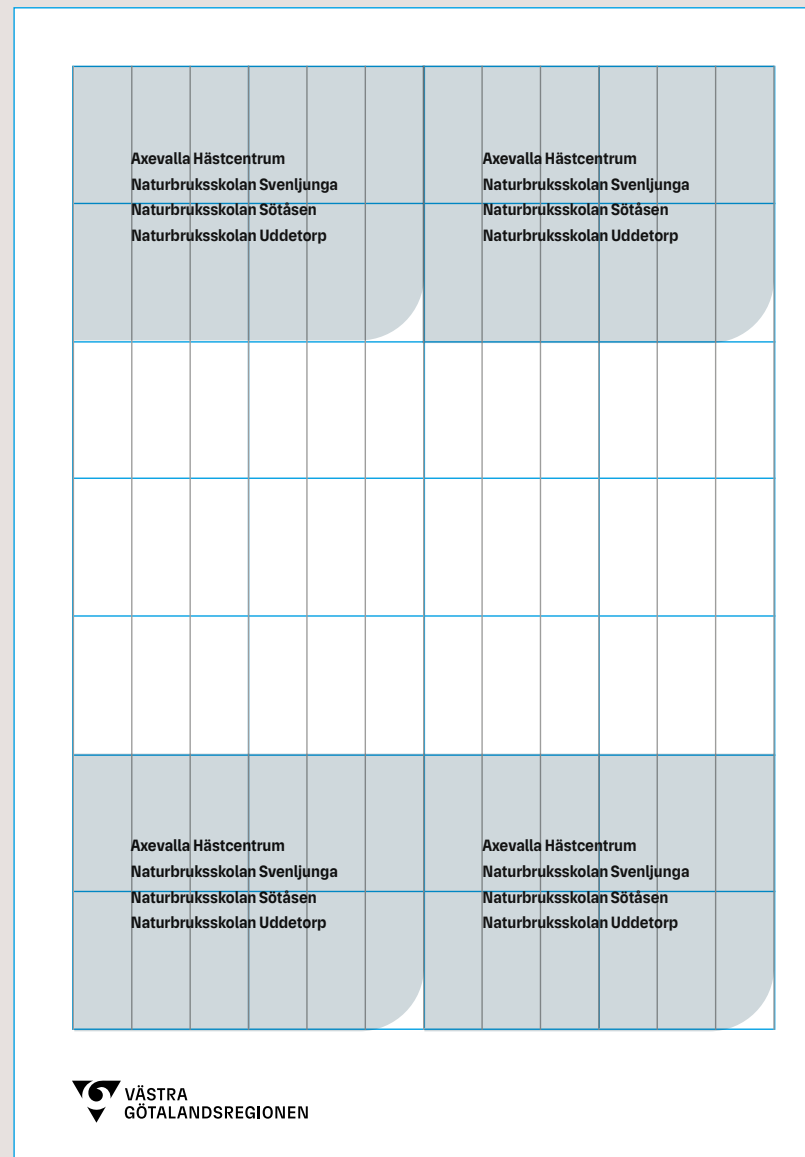 Axevalla Hästcentrum
Naturbruksskolan Svenljunga
Naturbruksskolan Sötåsen
Naturbruksskolan Uddetorp
Axevalla Hästcentrum
Naturbruksskolan Svenljunga
Naturbruksskolan Sötåsen
Naturbruksskolan Uddetorp
Axevalla Hästcentrum
Naturbruksskolan Svenljunga
Naturbruksskolan Sötåsen
Naturbruksskolan Uddetorp
Axevalla Hästcentrum
Naturbruksskolan Svenljunga
Naturbruksskolan Sötåsen
Naturbruksskolan Uddetorp
VÄSTRA
GÖTALANDSREGIONEN